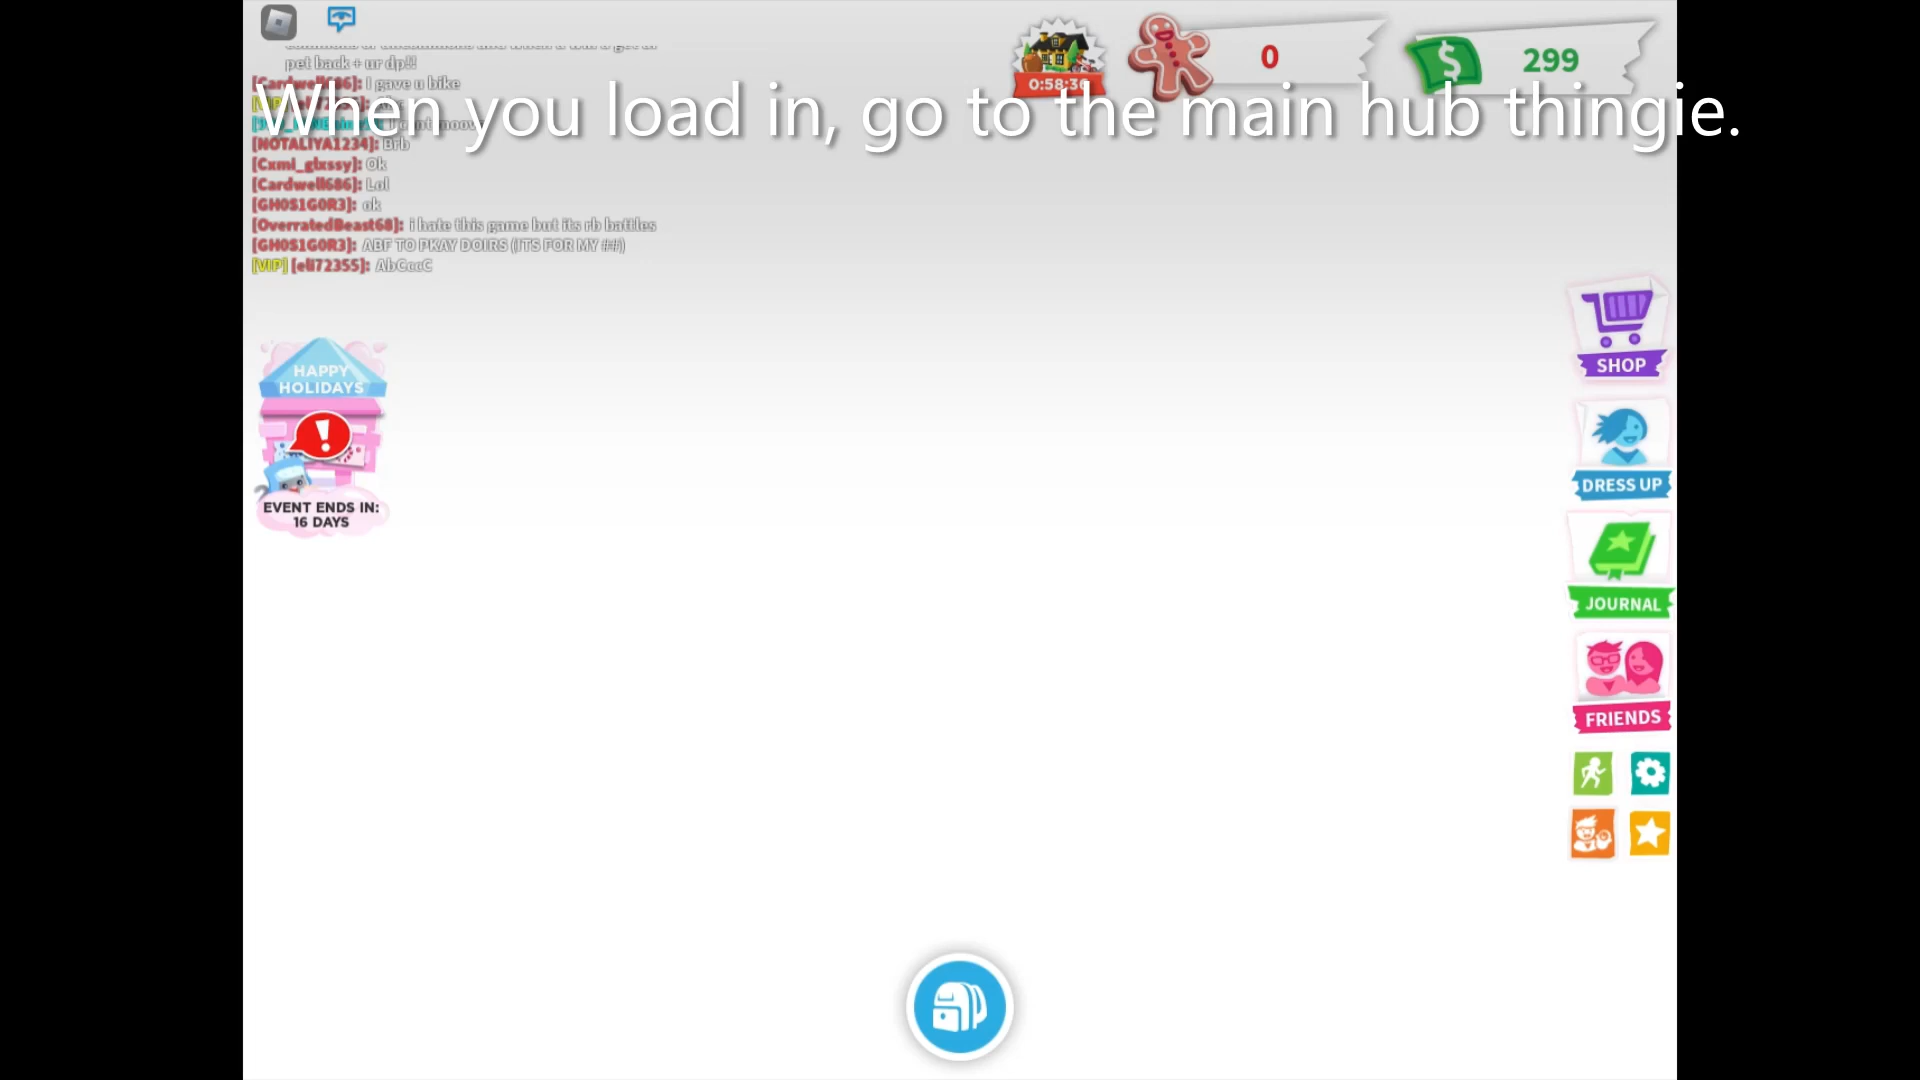 pet back + ur dp!!
[Cardwell686]: I gave u bike
When you load in, go to the main hub thingie.
[NOTALIYA1234]: Brb
[Cxmi_glxssy]: Ok
[Cardwell686]: Lol
[GH0S1G0R3]: ok
[OverratedBeast68]: i hate this game but its rb battles
[GH0S1G0R3]: ABF TO PKAY DOIRS (ITS FOR MY ##)
[VIP] [eli72355]: AbCccC
0:58:36
0
299
HAPPY
HOLIDAYS
!
EVENT ENDS IN:
16 DAYS
SHOP
DRESS UP
JOURNAL
FRIENDS